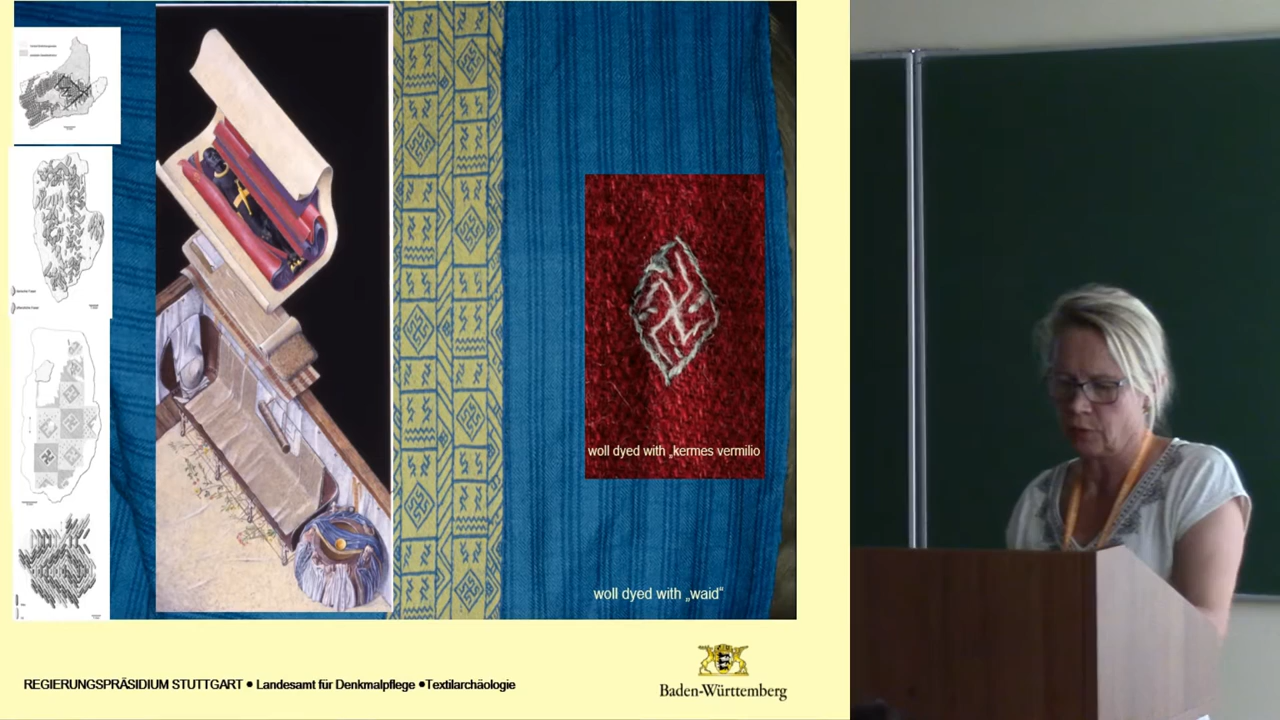 woll dyed with „kermes vermilio
woll dyed with „waid“
REGIERUNGSPRÄSIDIUM STUTTGART • Landesamt für Denkmalpflege •Textilarchäologie
Baden-Württemberg